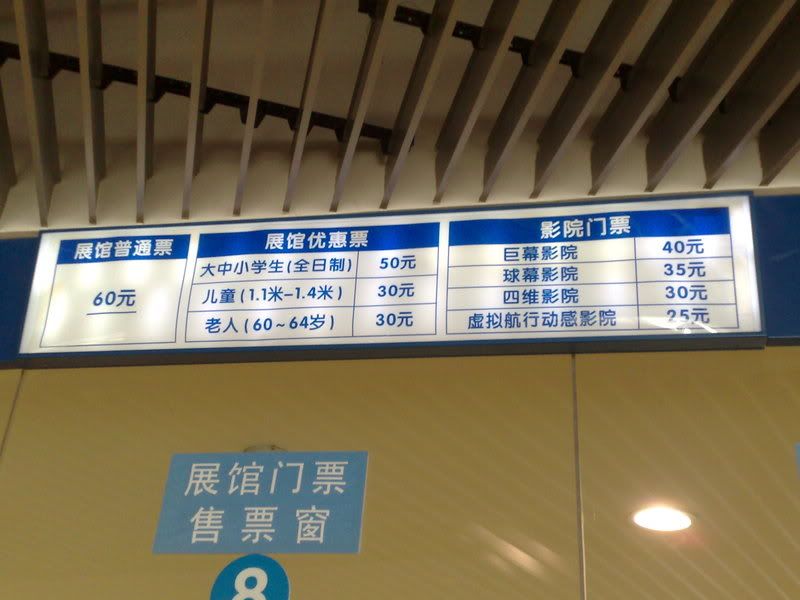 展馆普通票
60元
展馆优惠票
大中小学生(全日制) 50元
儿童(1.1米-1.4米) 30元
老人(60~64岁) 30元
影院门票
巨幕影院 40元
球幕影院 35元
四维影院 30元
虚拟航行动感影院 25元
展馆门票
售票窗
8